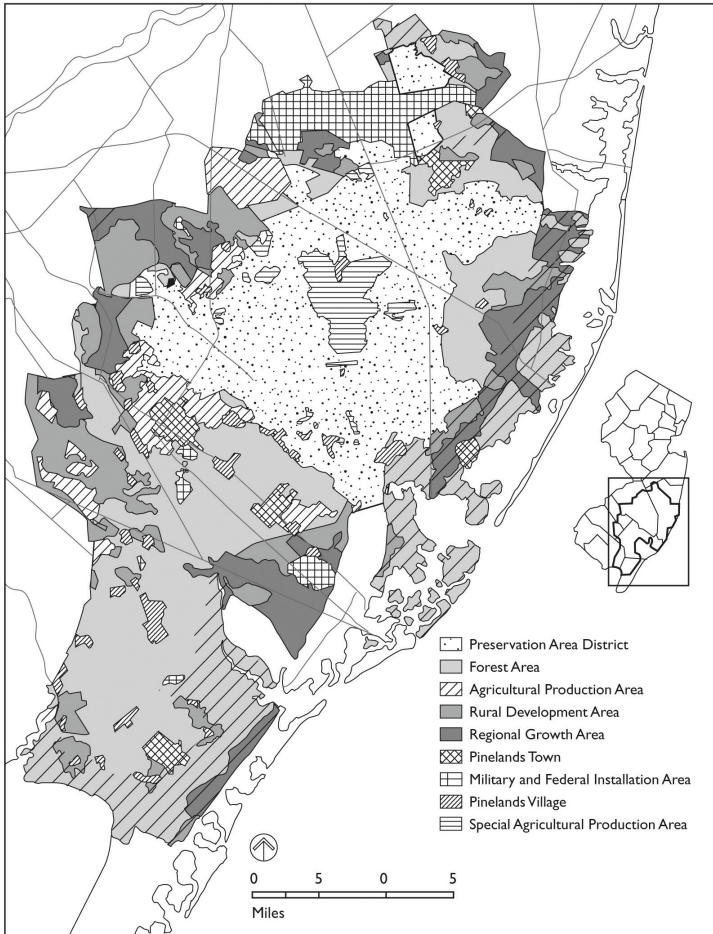 Preservation Area District
Forest Area
Agricultural Production Area
Rural Development Area
Regional Growth Area
Pinelands Town
Military and Federal Installation Area
Pinelands Village
Special Agricultural Production Area
0 5 0 5
Miles